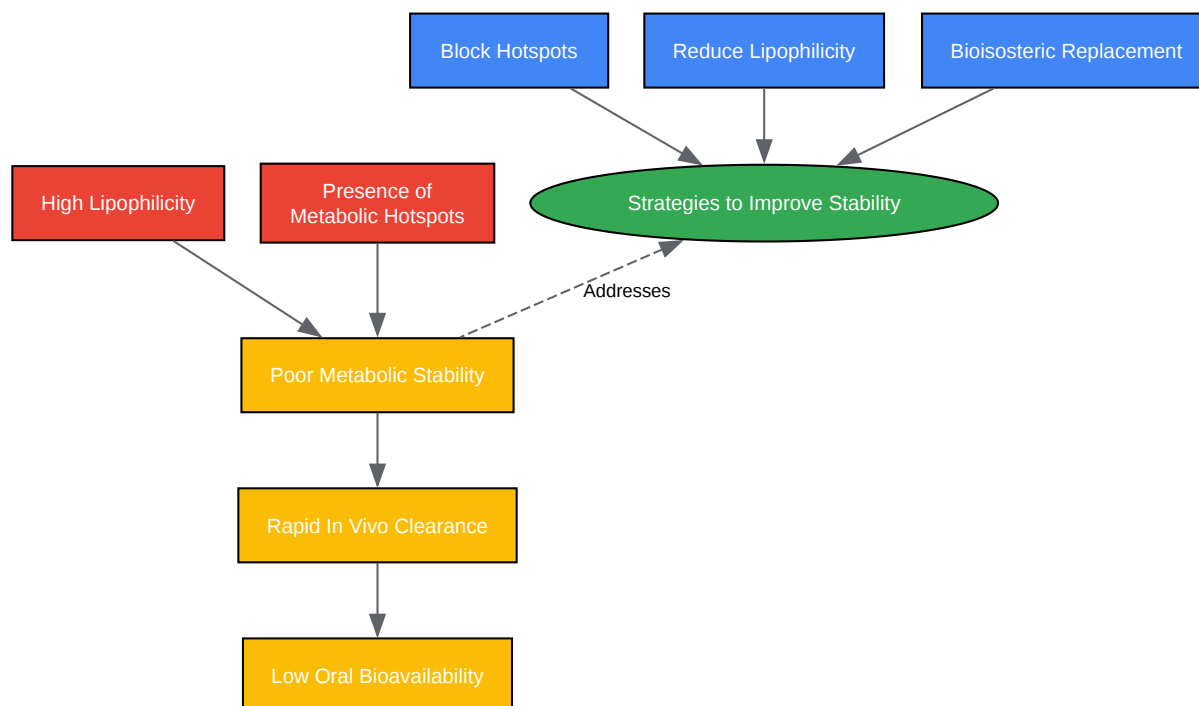 Block Hotspots
Reduce Lipophilicity
Bioisosteric Replacement
High Lipophilicity
Presence of
Metabolic Hotspots
Strategies to Improve Stability
Addresses
Poor Metabolic Stability
Rapid In Vivo Clearance
Low Oral Bioavailability